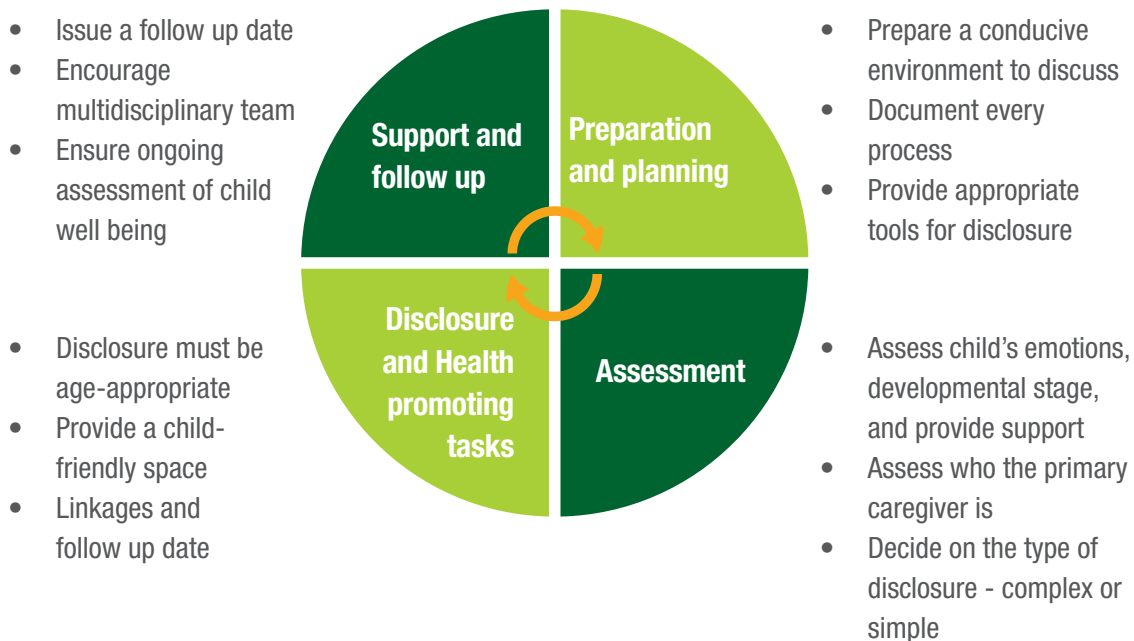 • Issue a follow up date
• Encourage
multidisciplinary team
• Ensure ongoing
assessment of child
well being
Support and
follow up
Preparation
and planning
• Prepare a conducive
environment to discuss
• Document every
process
• Provide appropriate
tools for disclosure
• Disclosure must be
age-appropriate
• Provide a child-
friendly space
• Linkages and
follow up date
Disclosure
and Health
promoting
tasks
Assessment
• Assess child’s emotions,
developmental stage,
and provide support
• Assess who the primary
caregiver is
• Decide on the type of
disclosure - complex or
simple